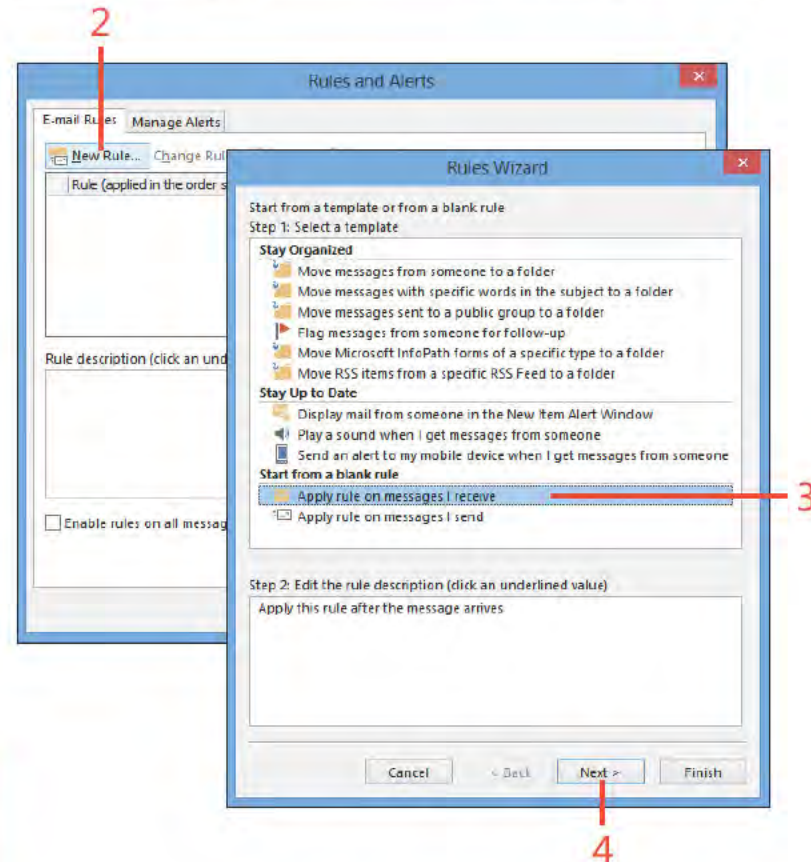 2
Rules and Alerts
E-mail Rules Manage Alerts
New Rule... Change Rul
Rule (applied in the order s
Rule description (click an und
Enable rules on all messag
Rules Wizard
Start from a template or from a blank rule
Step 1: Select a template
Stay Organized
Move messages from someone to a folder
Move messages with specific words in the subject to a folder
Move messages sent to a public group to a folder
Flag messages from someone for follow-up
Move Microsoft InfoPath forms of a specific type to a folder
Move RSS items from a specific RSS Feed to a folder
Stay Up to Date
Display mail from someone in the New Item Alert Window
Play a sound when I get messages from someone
Send an alert to my mobile device when I get messages from someone
Start from a blank rule
Apply rule on messages I receive
3
Apply rule on messages I send
Step 2: Edit the rule description (click an underlined value)
Apply this rule after the message arrives
Cancel < Back Next > Finish
4